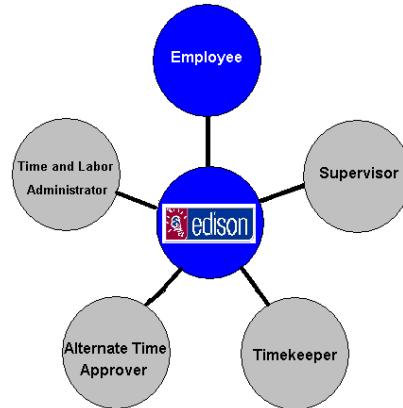 Employee
Time and Labor
Administrator
Supervisor
edison
Alternate Time
Approver
Timekeeper